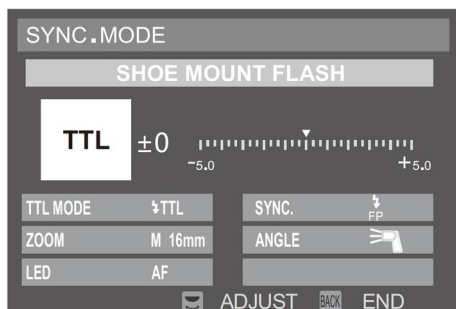 SYNC.MODE
SHOE MOUNT FLASH
TTL ±0
-5.0 +5.0
TTL MODE TTL SYNC. FP
ZOOM M 16mm ANGLE
LED AF
ADJUST BACK END